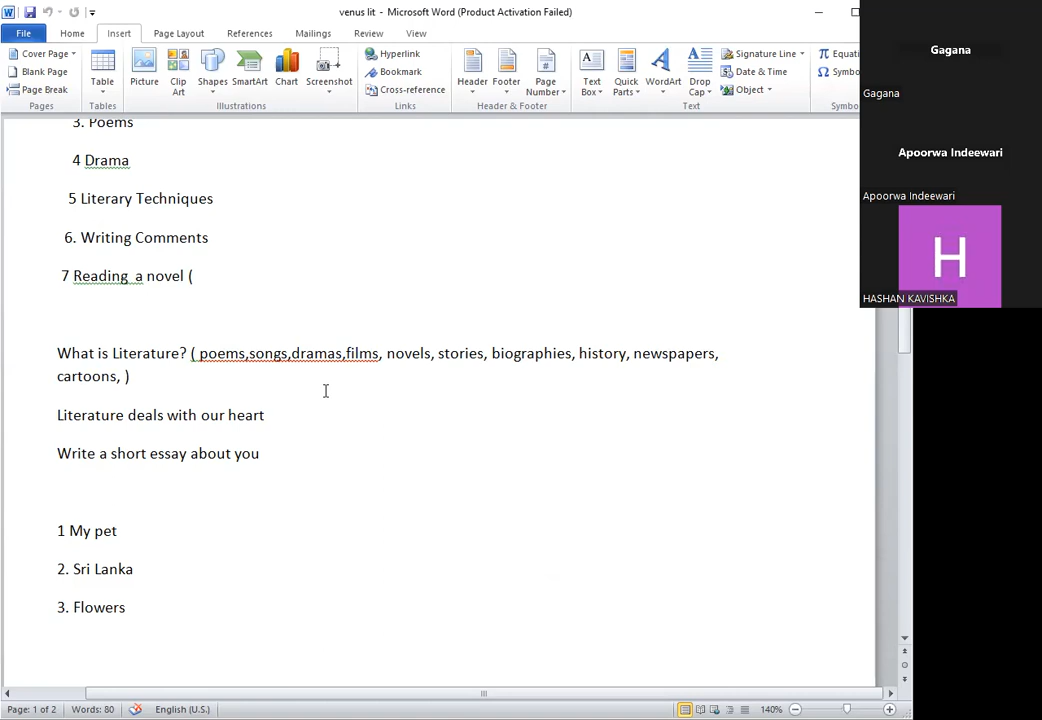 venus lit - Microsoft Word (Product Activation Failed)
File Home Insert Page Layout References Mailings Review View
Cover Page
Blank Page
Page Break
Pages
Table
Tables
Picture Clip Art Shapes SmartArt Chart Screenshot
Illustrations
Hyperlink
Bookmark
Cross-reference
Links
Header Footer Page Number
Header & Footer
Text Box Quick Parts WordArt Drop Cap
Signature Line
Date & Time
Object
Text
π Equati
Ω Symbo
Symbo
3. Poems
4 Drama
5 Literary Techniques
6. Writing Comments
7 Reading  a novel (
What is Literature? ( poems,songs,dramas,films, novels, stories, biographies, history, newspapers,
cartoons, )
Literature deals with our heart
Write a short essay about you
1 My pet
2. Sri Lanka
3. Flowers
Page: 1 of 2 Words: 80 English (U.S.) 140%
Gagana
Gagana
Apoorwa Indeewari
Apoorwa Indeewari
H
HASHAN KAVISHKA